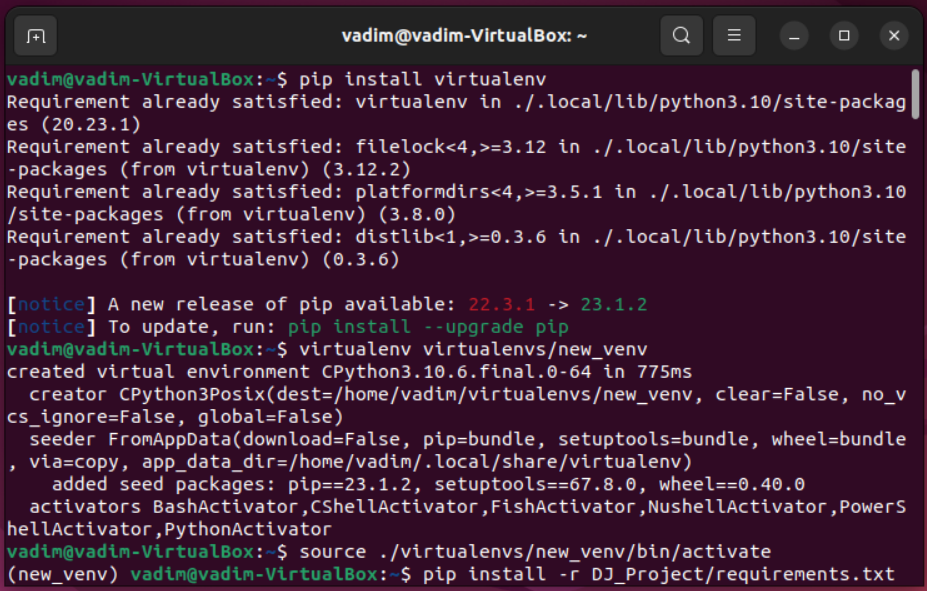 vadim@vadim-VirtualBox: ~
vadim@vadim-VirtualBox:~$ pip install virtualenv
Requirement already satisfied: virtualenv in ./.local/lib/python3.10/site-packag
es (20.23.1)
Requirement already satisfied: filelock<4,>=3.12 in ./.local/lib/python3.10/site
-packages (from virtualenv) (3.12.2)
Requirement already satisfied: platformdirs<4,>=3.5.1 in ./.local/lib/python3.10
/site-packages (from virtualenv) (3.8.0)
Requirement already satisfied: distlib<1,>=0.3.6 in ./.local/lib/python3.10/site
-packages (from virtualenv) (0.3.6)
[notice] A new release of pip available: 22.3.1 -> 23.1.2
[notice] To update, run: pip install --upgrade pip
vadim@vadim-VirtualBox:~$ virtualenv virtualenvs/new_venv
created virtual environment CPython3.10.6.final.0-64 in 775ms
  creator CPython3Posix(dest=/home/vadim/virtualenvs/new_venv, clear=False, no_v
cs_ignore=False, global=False)
  seeder FromAppData(download=False, pip=bundle, setuptools=bundle, wheel=bundle
, via=copy, app_data_dir=/home/vadim/.local/share/virtualenv)
    added seed packages: pip==23.1.2, setuptools==67.8.0, wheel==0.40.0
  activators BashActivator,CShellActivator,FishActivator,NushellActivator,PowerS
hellActivator,PythonActivator
vadim@vadim-VirtualBox:~$ source ./virtualenvs/new_venv/bin/activate
(new_venv) vadim@vadim-VirtualBox:~$ pip install -r DJ_Project/requirements.txt